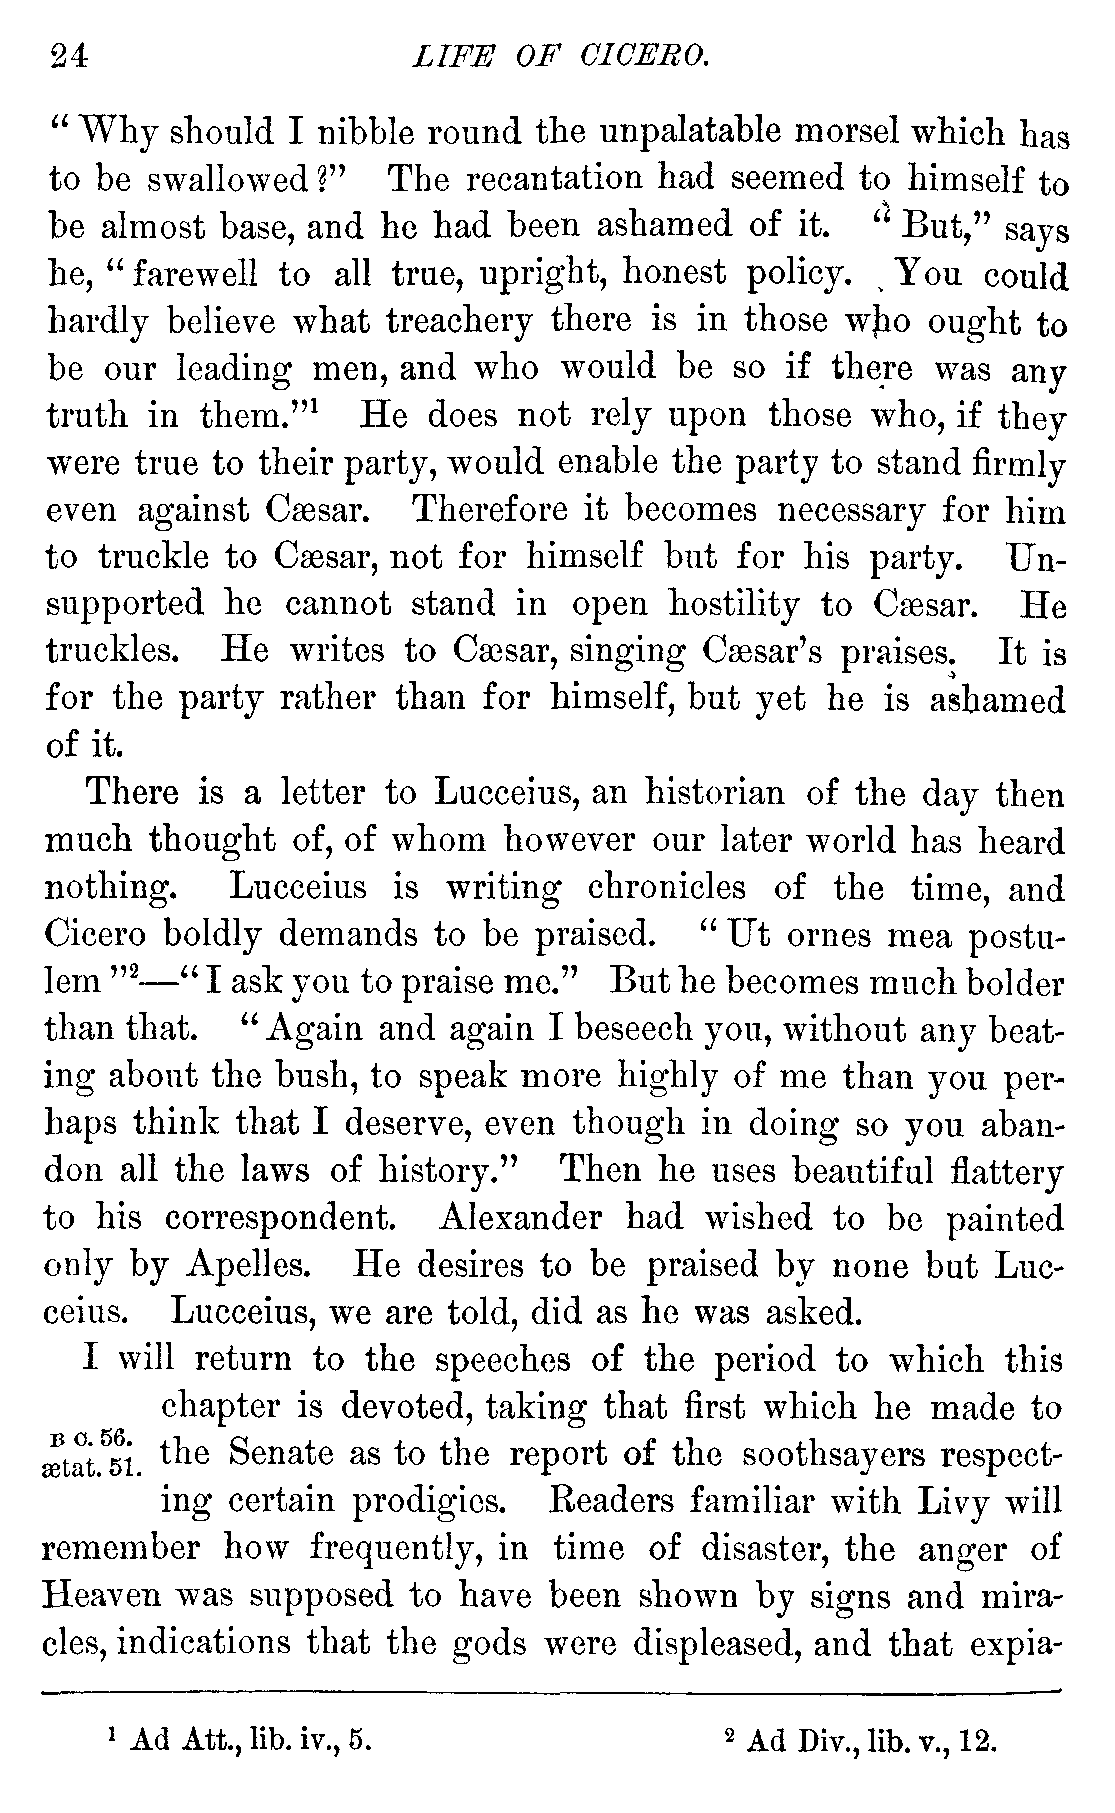 24 LIFE OF CICERO.
“Why should I nibble round the unpalatable morsel which has
to be swallowed?” The recantation had seemed to himself to
be almost base, and he had been ashamed of it. “But,” says
he, “farewell to all true, upright, honest policy. You could
hardly believe what treachery there is in those who ought to
be our leading men, and who would be so if there was any
truth in them.”¹ He does not rely upon those who, if they
were true to their party, would enable the party to stand firmly
even against Cæsar. Therefore it becomes necessary for him
to truckle to Cæsar, not for himself but for his party. Un-
supported he cannot stand in open hostility to Cæsar. He
truckles. He writes to Cæsar, singing Cæsar’s praises. It is
for the party rather than for himself, but yet he is ashamed
of it.
There is a letter to Lucceius, an historian of the day then
much thought of, of whom however our later world has heard
nothing. Lucceius is writing chronicles of the time, and
Cicero boldly demands to be praised. “Ut ornes mea postu-
lem”²—“I ask you to praise me.” But he becomes much bolder
than that. “Again and again I beseech you, without any beat-
ing about the bush, to speak more highly of me than you per-
haps think that I deserve, even though in doing so you aban-
don all the laws of history.” Then he uses beautiful flattery
to his correspondent. Alexander had wished to be painted
only by Apelles. He desires to be praised by none but Luc-
ceius. Lucceius, we are told, did as he was asked.
I will return to the speeches of the period to which this
chapter is devoted, taking that first which he made to
B C. 56.
ætat. 51.
the Senate as to the report of the soothsayers respect-
ing certain prodigies. Readers familiar with Livy will
remember how frequently, in time of disaster, the anger of
Heaven was supposed to have been shown by signs and mira-
cles, indications that the gods were displeased, and that expia-
¹ Ad Att., lib. iv., 5. ² Ad Div., lib. v., 12.